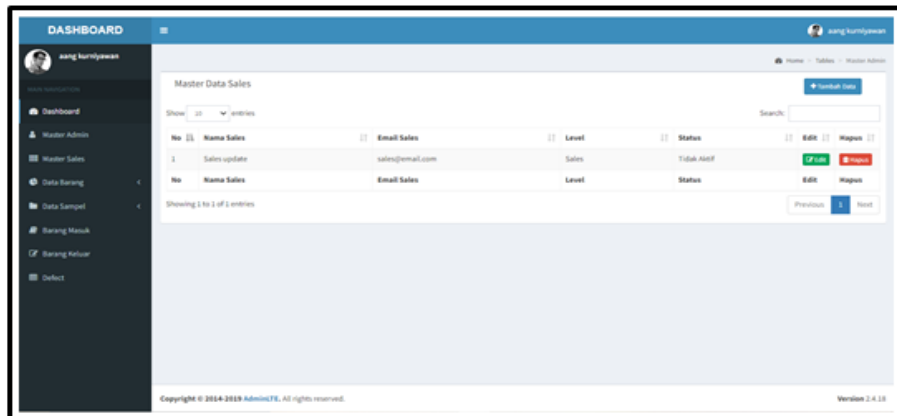 DASHBOARD
aang kurniyawan
aang kurniyawan
Home > Tables > Master Admin
MAIN NAVIGATION
Dashboard
Master Admin
Master Sales
Data Barang
Data Sampel
Barang Masuk
Barang Keluar
Defect
Master Data Sales
Tambah Data
Show 10 entries
Search:
No Nama Sales Email Sales Level Status Edit Hapus
1 Sales update sales@email.com Sales Tidak Aktif Edit Hapus
No Nama Sales Email Sales Level Status Edit Hapus
Showing 1 to 1 of 1 entries
Previous 1 Next
Copyright © 2014-2019 AdminLTE. All rights reserved.
Version 2.4.18